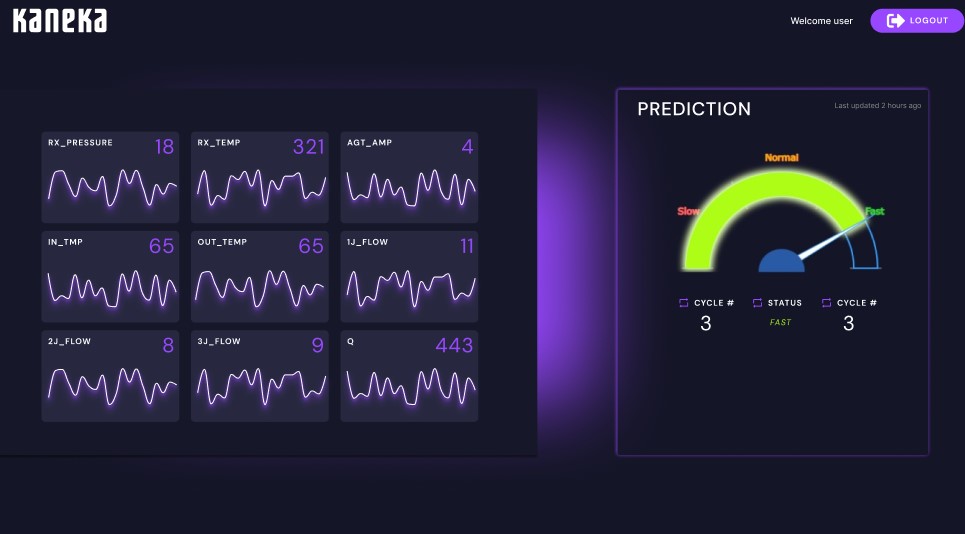 Kaneka
Welcome user
LOGOUT
RX_PRESSURE 18
RX_TEMP 321
AGT_AMP 4
IN_TMP 65
OUT_TEMP 65
1J_FLOW 11
2J_FLOW 8
3J_FLOW 9
Q 443
PREDICTION
Last updated 2 hours ago
Normal
Slow
Fast
CYCLE #
3
STATUS
FAST
CYCLE #
3